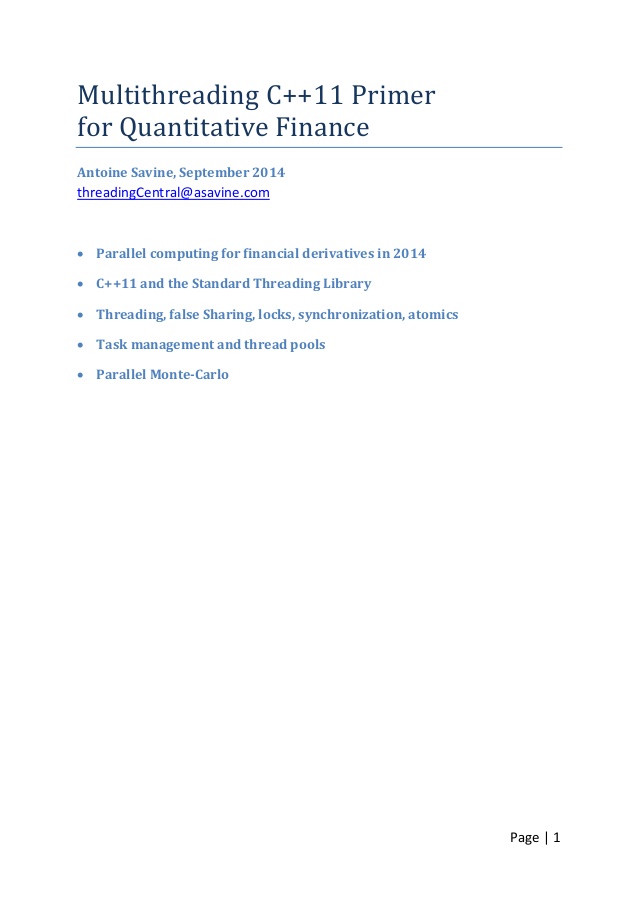 Multithreading C++11 Primer
for Quantitative Finance
Antoine Savine, September 2014
threadingCentral@asavine.com
• Parallel computing for financial derivatives in 2014
• C++11 and the Standard Threading Library
• Threading, false Sharing, locks, synchronization, atomics
• Task management and thread pools
• Parallel Monte-Carlo
Page | 1